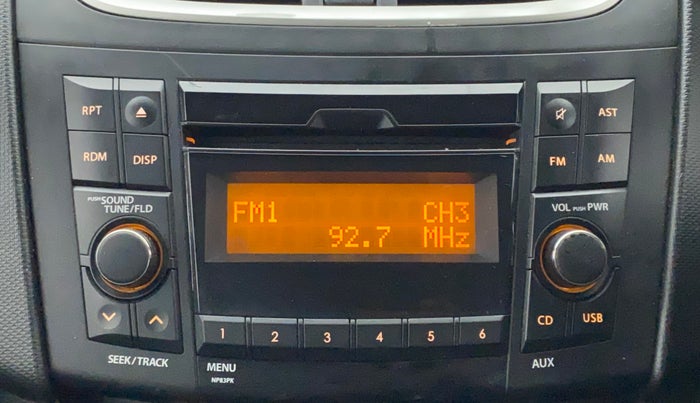 RPT
AST
RDM
DISP
FM
AM
PUSH SOUND
TUNE/FLD
VOL PUSH PWR
FM1 CH3
92.7 MHz
1 2 3 4 5 6
CD
USB
SEEK/TRACK
MENU
NP83PK
AUX